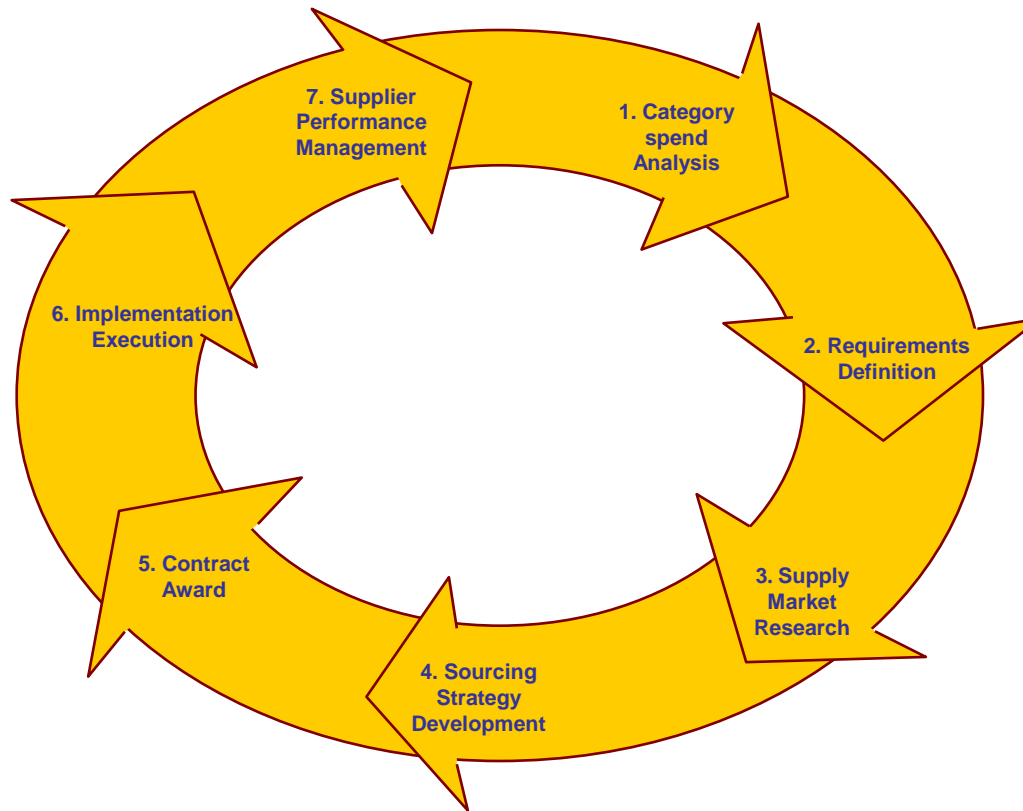 1. Category
spend
Analysis
2. Requirements
Definition
3. Supply
Market
Research
4. Sourcing
Strategy
Development
5. Contract
Award
6. Implementation
Execution
7. Supplier
Performance
Management